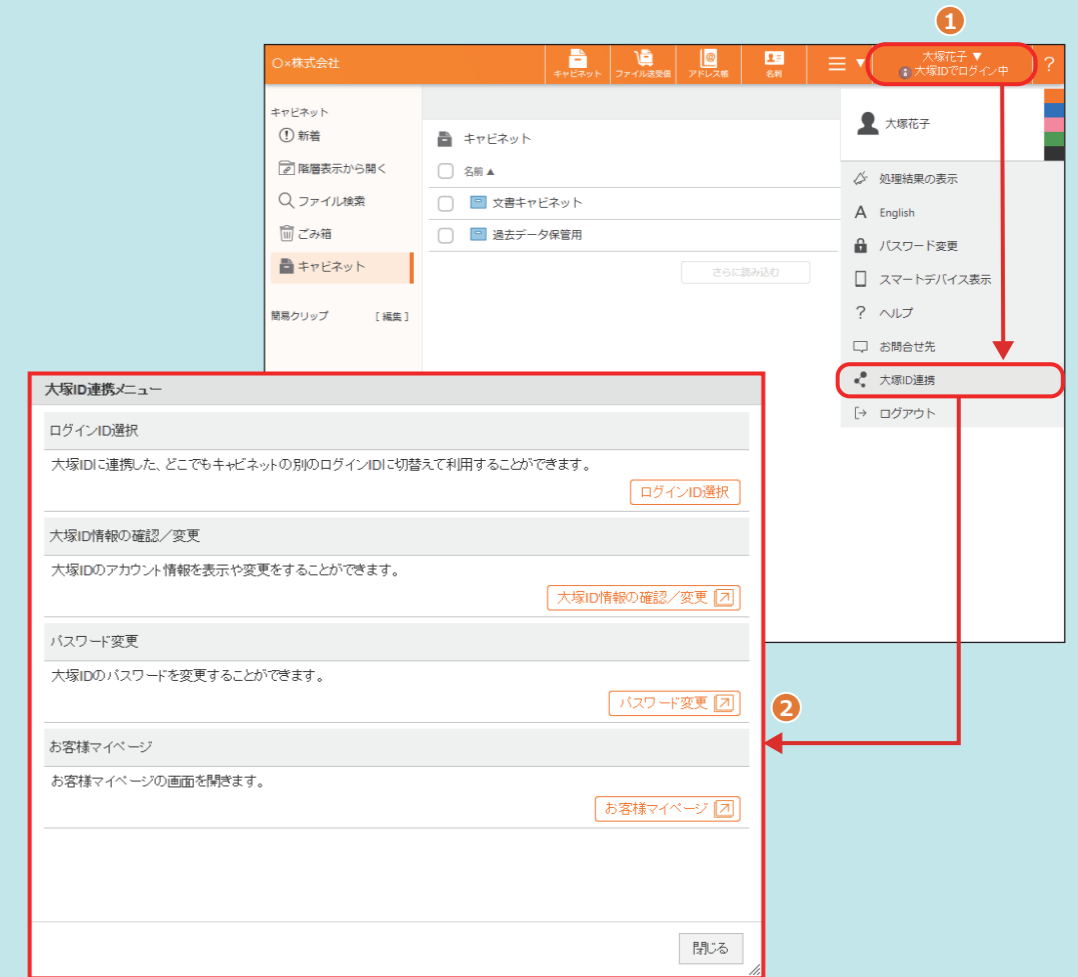 1
○×株式会社
キャビネット
ファイル送受信
アドレス帳
名刺
大塚花子 ▼
大塚IDでログイン中
?
キャビネット
新着
階層表示から開く
ファイル検索
ごみ箱
キャビネット
簡易クリップ [ 編集 ]
キャビネット
名前 ▲
文書キャビネット
過去データ保管用
さらに読み込む
大塚花子
処理結果の表示
A English
パスワード変更
スマートデバイス表示
? ヘルプ
お問合せ先
大塚ID連携
ログアウト
大塚ID連携メニュー
ログインID選択
大塚IDに連携した、どこでもキャビネットの別のログインIDに切替えて利用することができます。
ログインID選択
大塚ID情報の確認／変更
大塚IDのアカウント情報を表示や変更をすることができます。
大塚ID情報の確認／変更
パスワード変更
大塚IDのパスワードを変更することができます。
パスワード変更
2
お客様マイページ
お客様マイページの画面を開きます。
お客様マイページ
閉じる